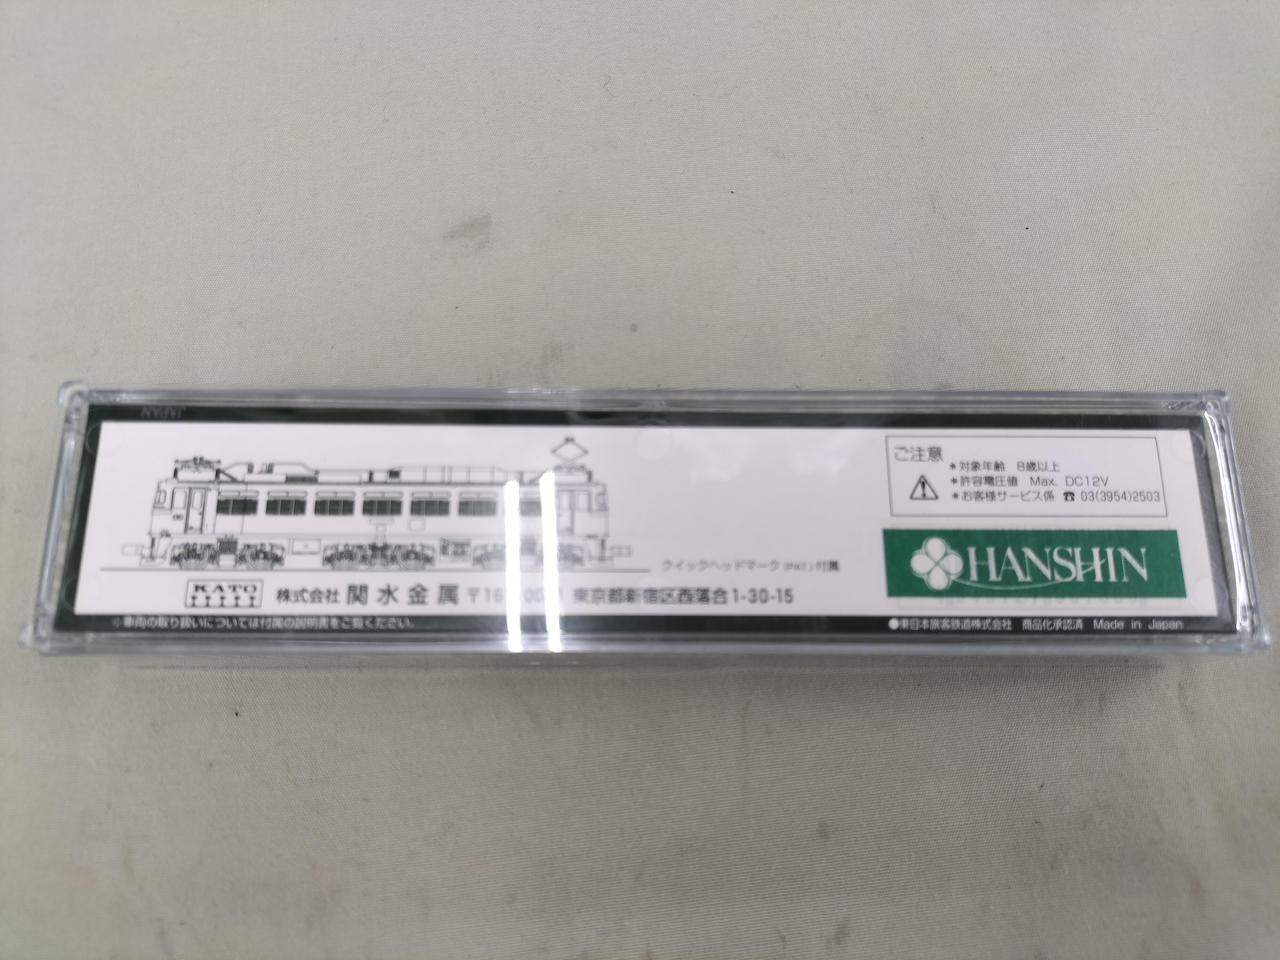 ご注意
*対象年齢 8歳以上
*許容電圧値 Max. DC12V
*お客様サービス係 ☎ 03(3954)2503
HANSHIN
クイックヘッドマーク(PAT.)付属
KATO 株式会社 関水金属 〒16 東京都新宿区西落合1-30-15
※車両の取り扱いについては付属の説明書をご覧ください。
●東日本旅客鉄道株式会社 商品化承認済 Made in Japan